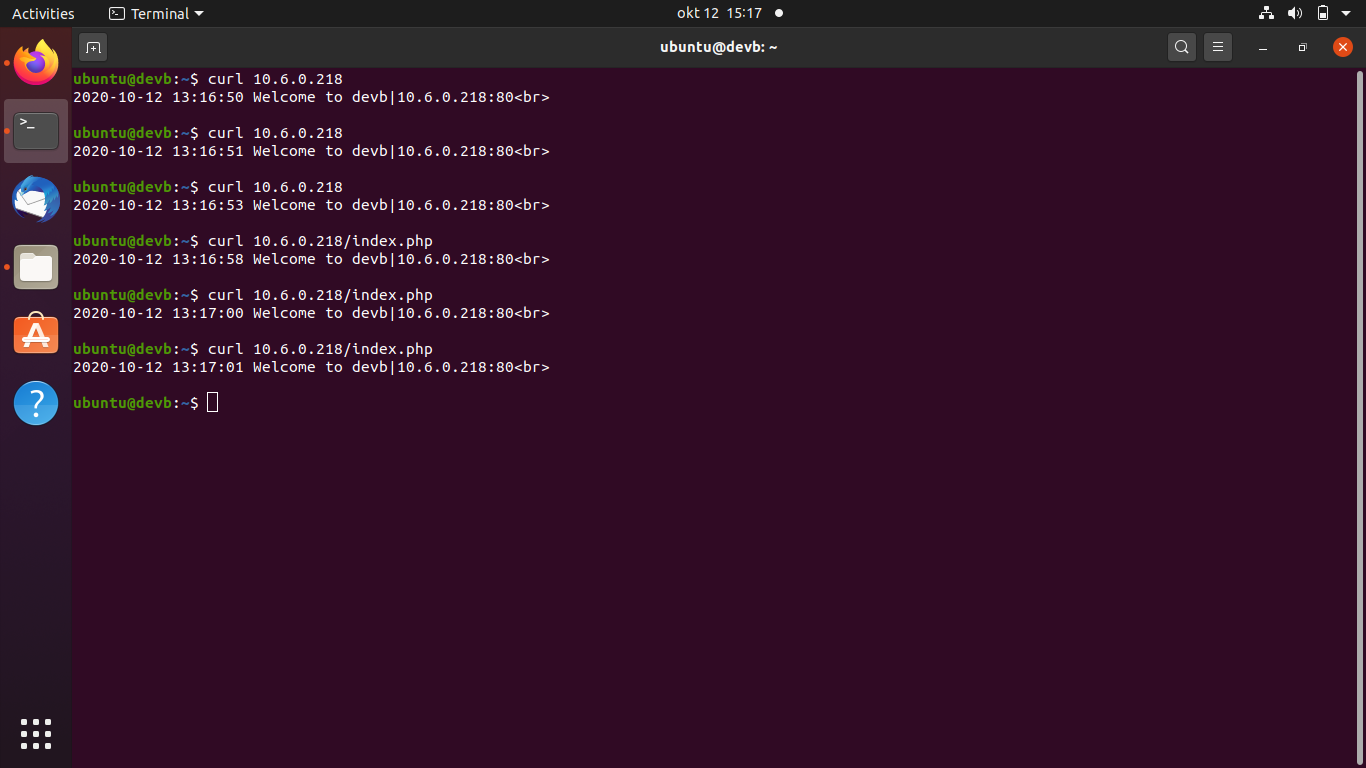 Activities Terminal okt 12 15:17
ubuntu@devb: ~
ubuntu@devb:~$ curl 10.6.0.218
2020-10-12 13:16:50 Welcome to devb|10.6.0.218:80<br>
ubuntu@devb:~$ curl 10.6.0.218
2020-10-12 13:16:51 Welcome to devb|10.6.0.218:80<br>
ubuntu@devb:~$ curl 10.6.0.218
2020-10-12 13:16:53 Welcome to devb|10.6.0.218:80<br>
ubuntu@devb:~$ curl 10.6.0.218/index.php
2020-10-12 13:16:58 Welcome to devb|10.6.0.218:80<br>
ubuntu@devb:~$ curl 10.6.0.218/index.php
2020-10-12 13:17:00 Welcome to devb|10.6.0.218:80<br>
ubuntu@devb:~$ curl 10.6.0.218/index.php
2020-10-12 13:17:01 Welcome to devb|10.6.0.218:80<br>
ubuntu@devb:~$